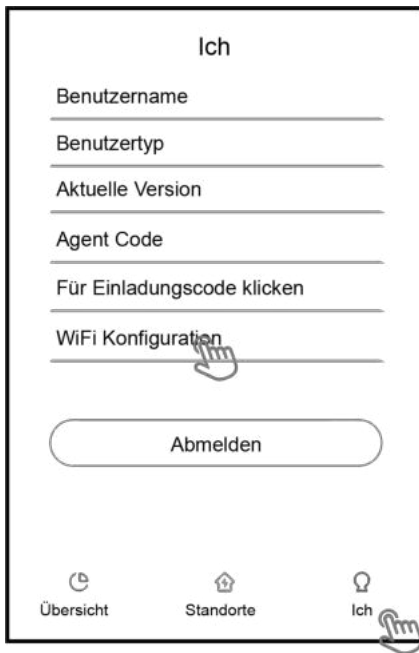 Ich
Benutzername
Benutzertyp
Aktuelle Version
Agent Code
Für Einladungscode klicken
WiFi Konfiguration
Abmelden
Übersicht Standorte Ich